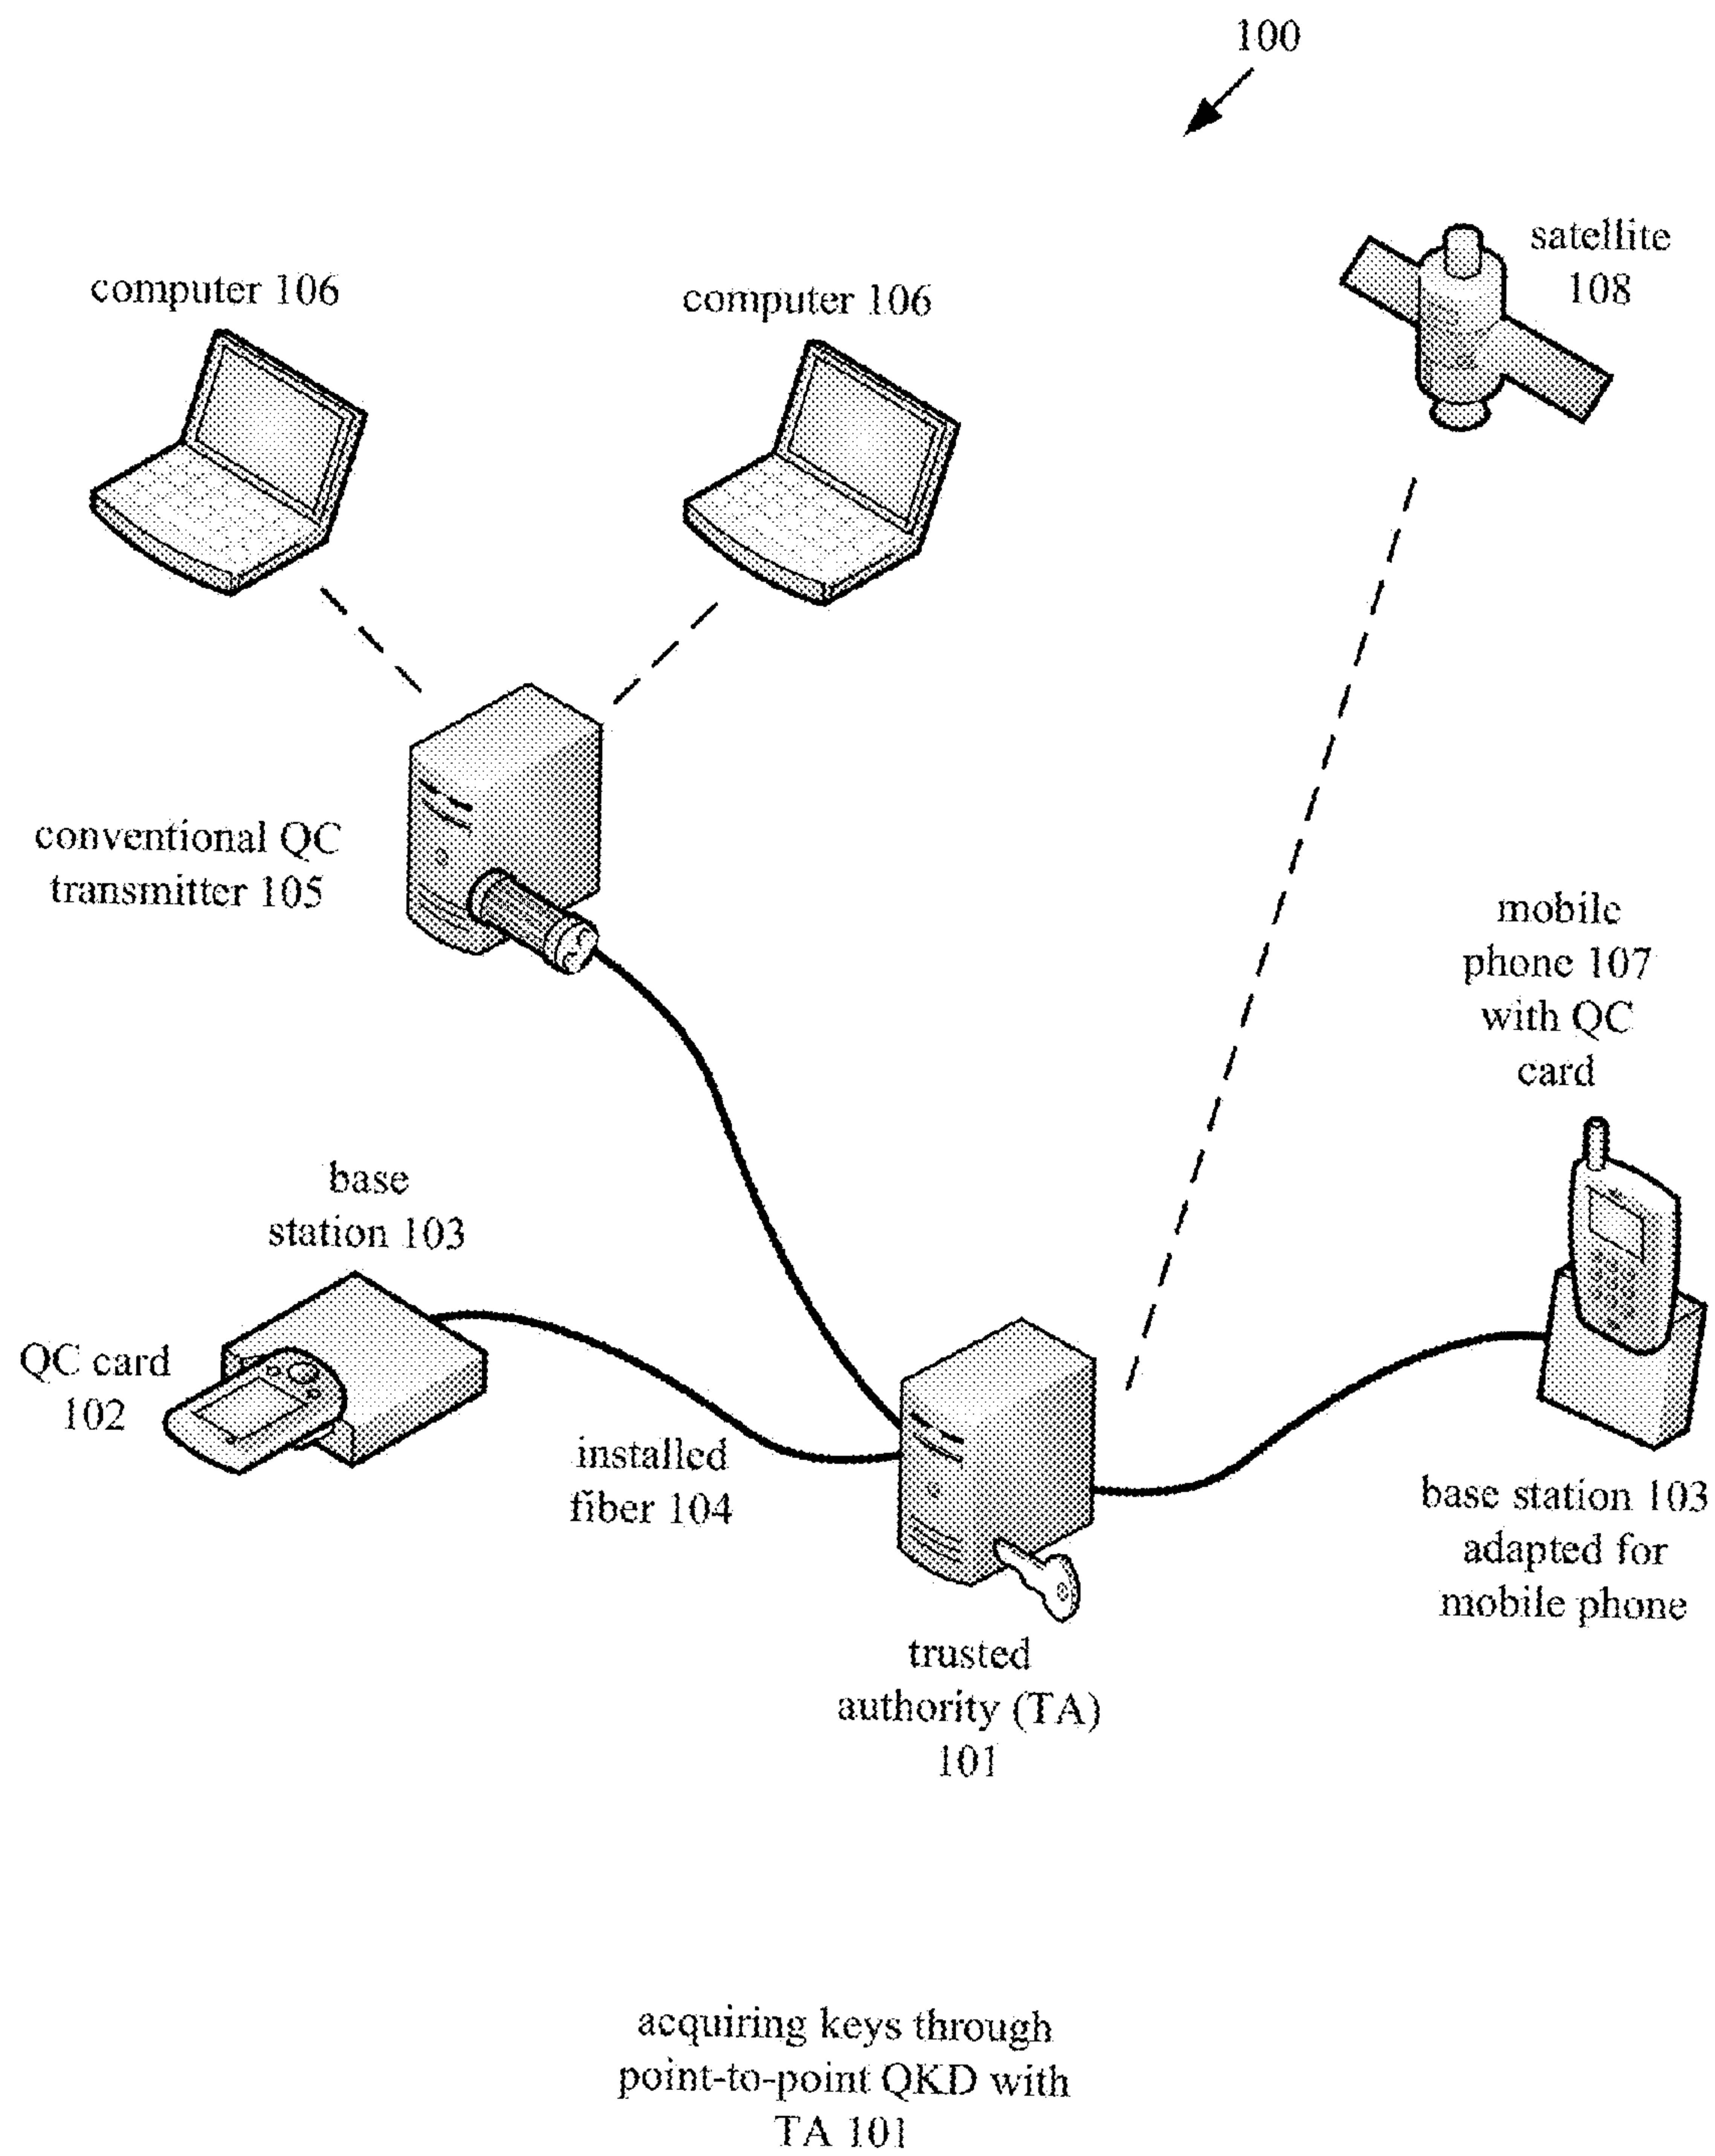 100
satellite
108
computer 106
computer 106
conventional QC
transmitter 105
mobile
phone 107
with QC
card
base
station 103
QC card
102
installed
fiber 104
base station 103
adapted for
mobile phone
trusted
authority (TA)
101
acquiring keys through
point-to-point QKD with
TA 101